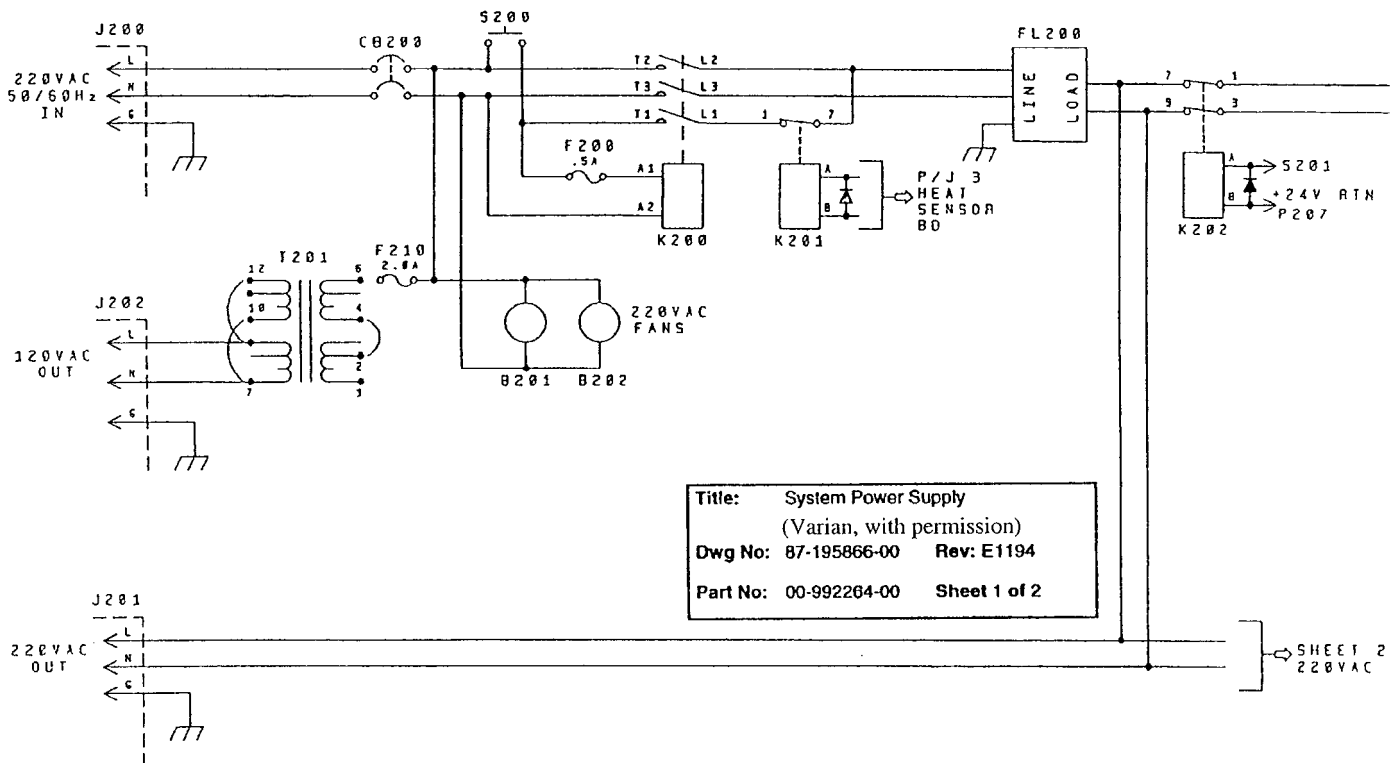 J200
L
220VAC
50/60Hz
IN
N
G
CB200
S200
T2
L2
T3
L3
T1
L1
1
7
F200
.5A
A1
A2
K200
A
B
K201
P/J 3
HEAT
SENSOR
BD
FL200
LINE
LOAD
7
1
9
3
A
B
K202
S201
+24V RTN
P207
T201
12
10
7
6
4
2
F210
2.0A
B201
B202
220VAC
FANS
J202
L
120VAC
OUT
N
G
Title: System Power Supply
(Varian, with permission)
Dwg No: 87-195866-00 Rev: E1194
Part No: 00-992264-00 Sheet 1 of 2
J201
L
220VAC
OUT
N
G
SHEET 2
220VAC